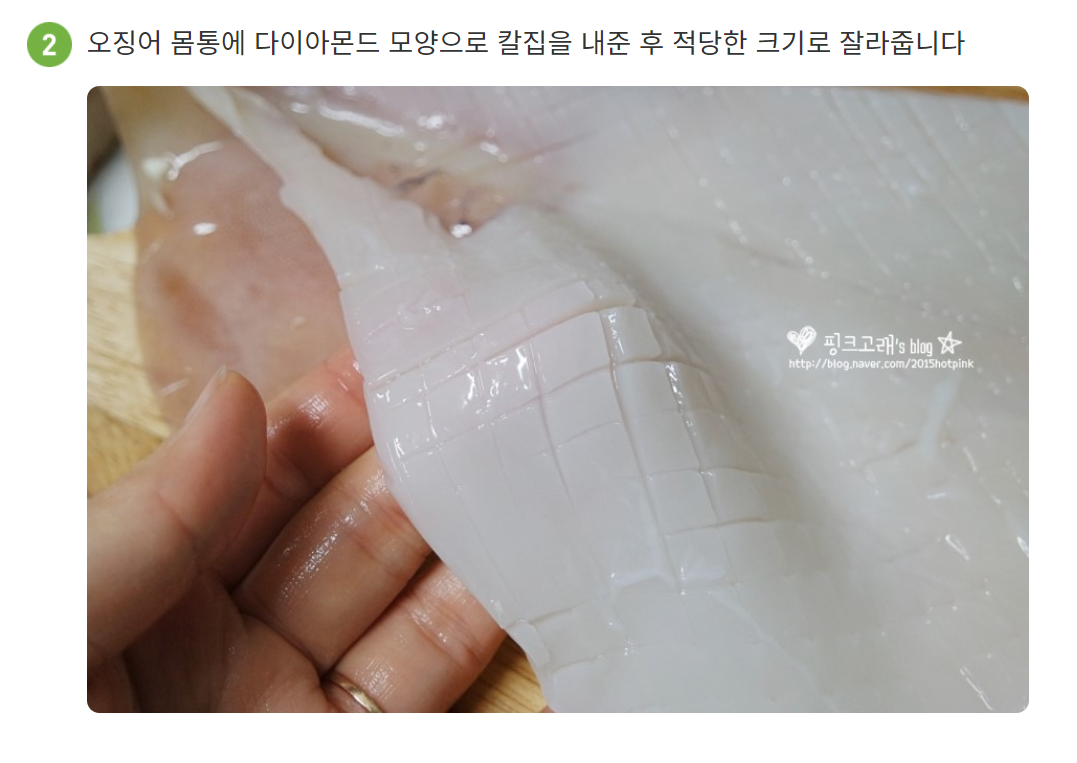 2 오징어 몸통에 다이아몬드 모양으로 칼집을 내준 후 적당한 크기로 잘라줍니다
핑크고래's blog
http://blog.naver.com/2015hotpink